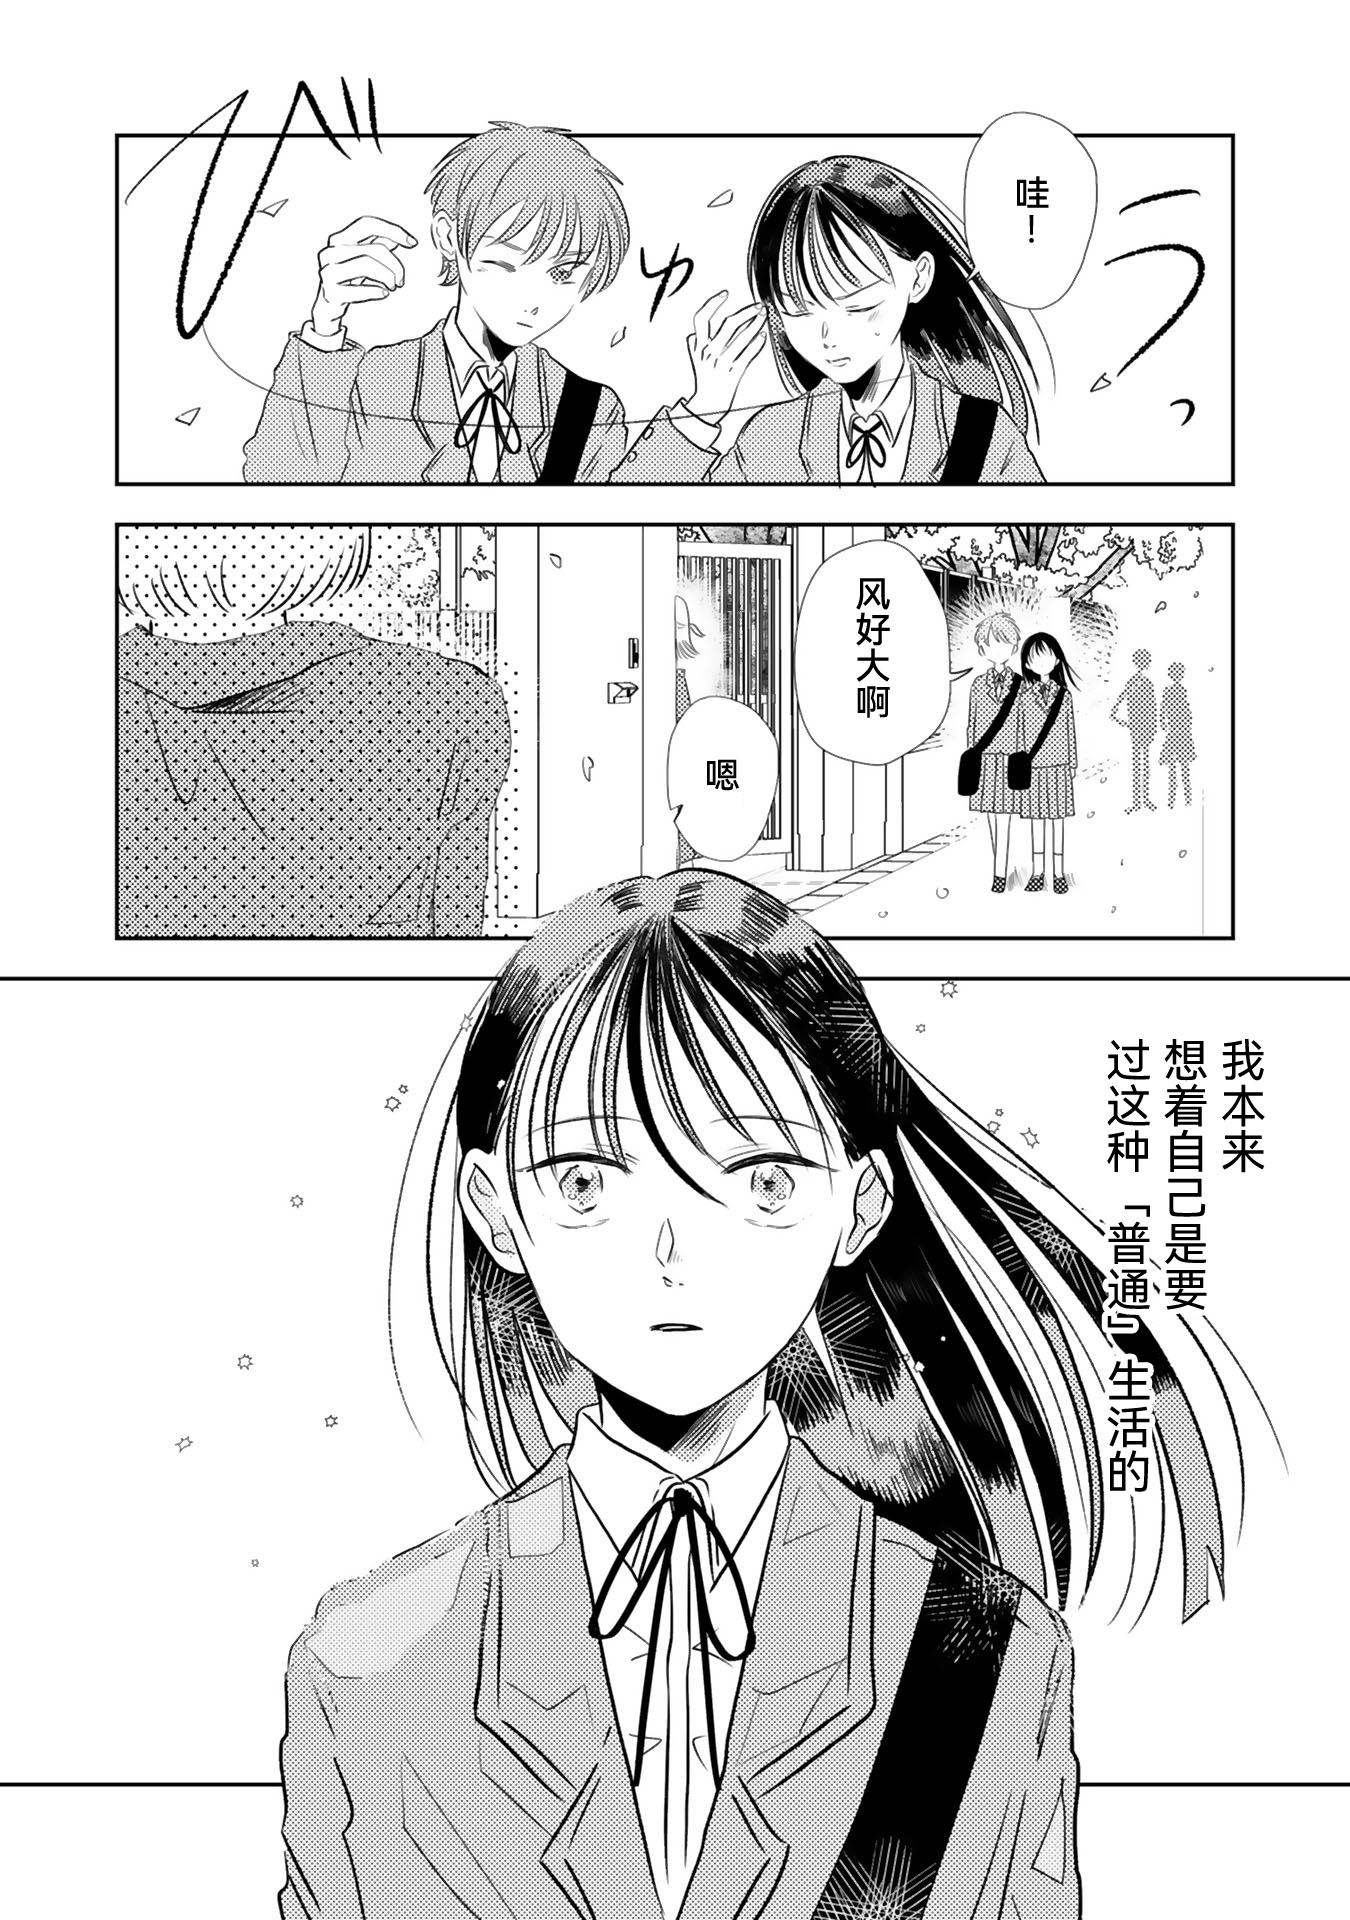 哇！
びゅうっ
风好大啊
嗯
我本来
想着自己是要
过这种「普通」生活的